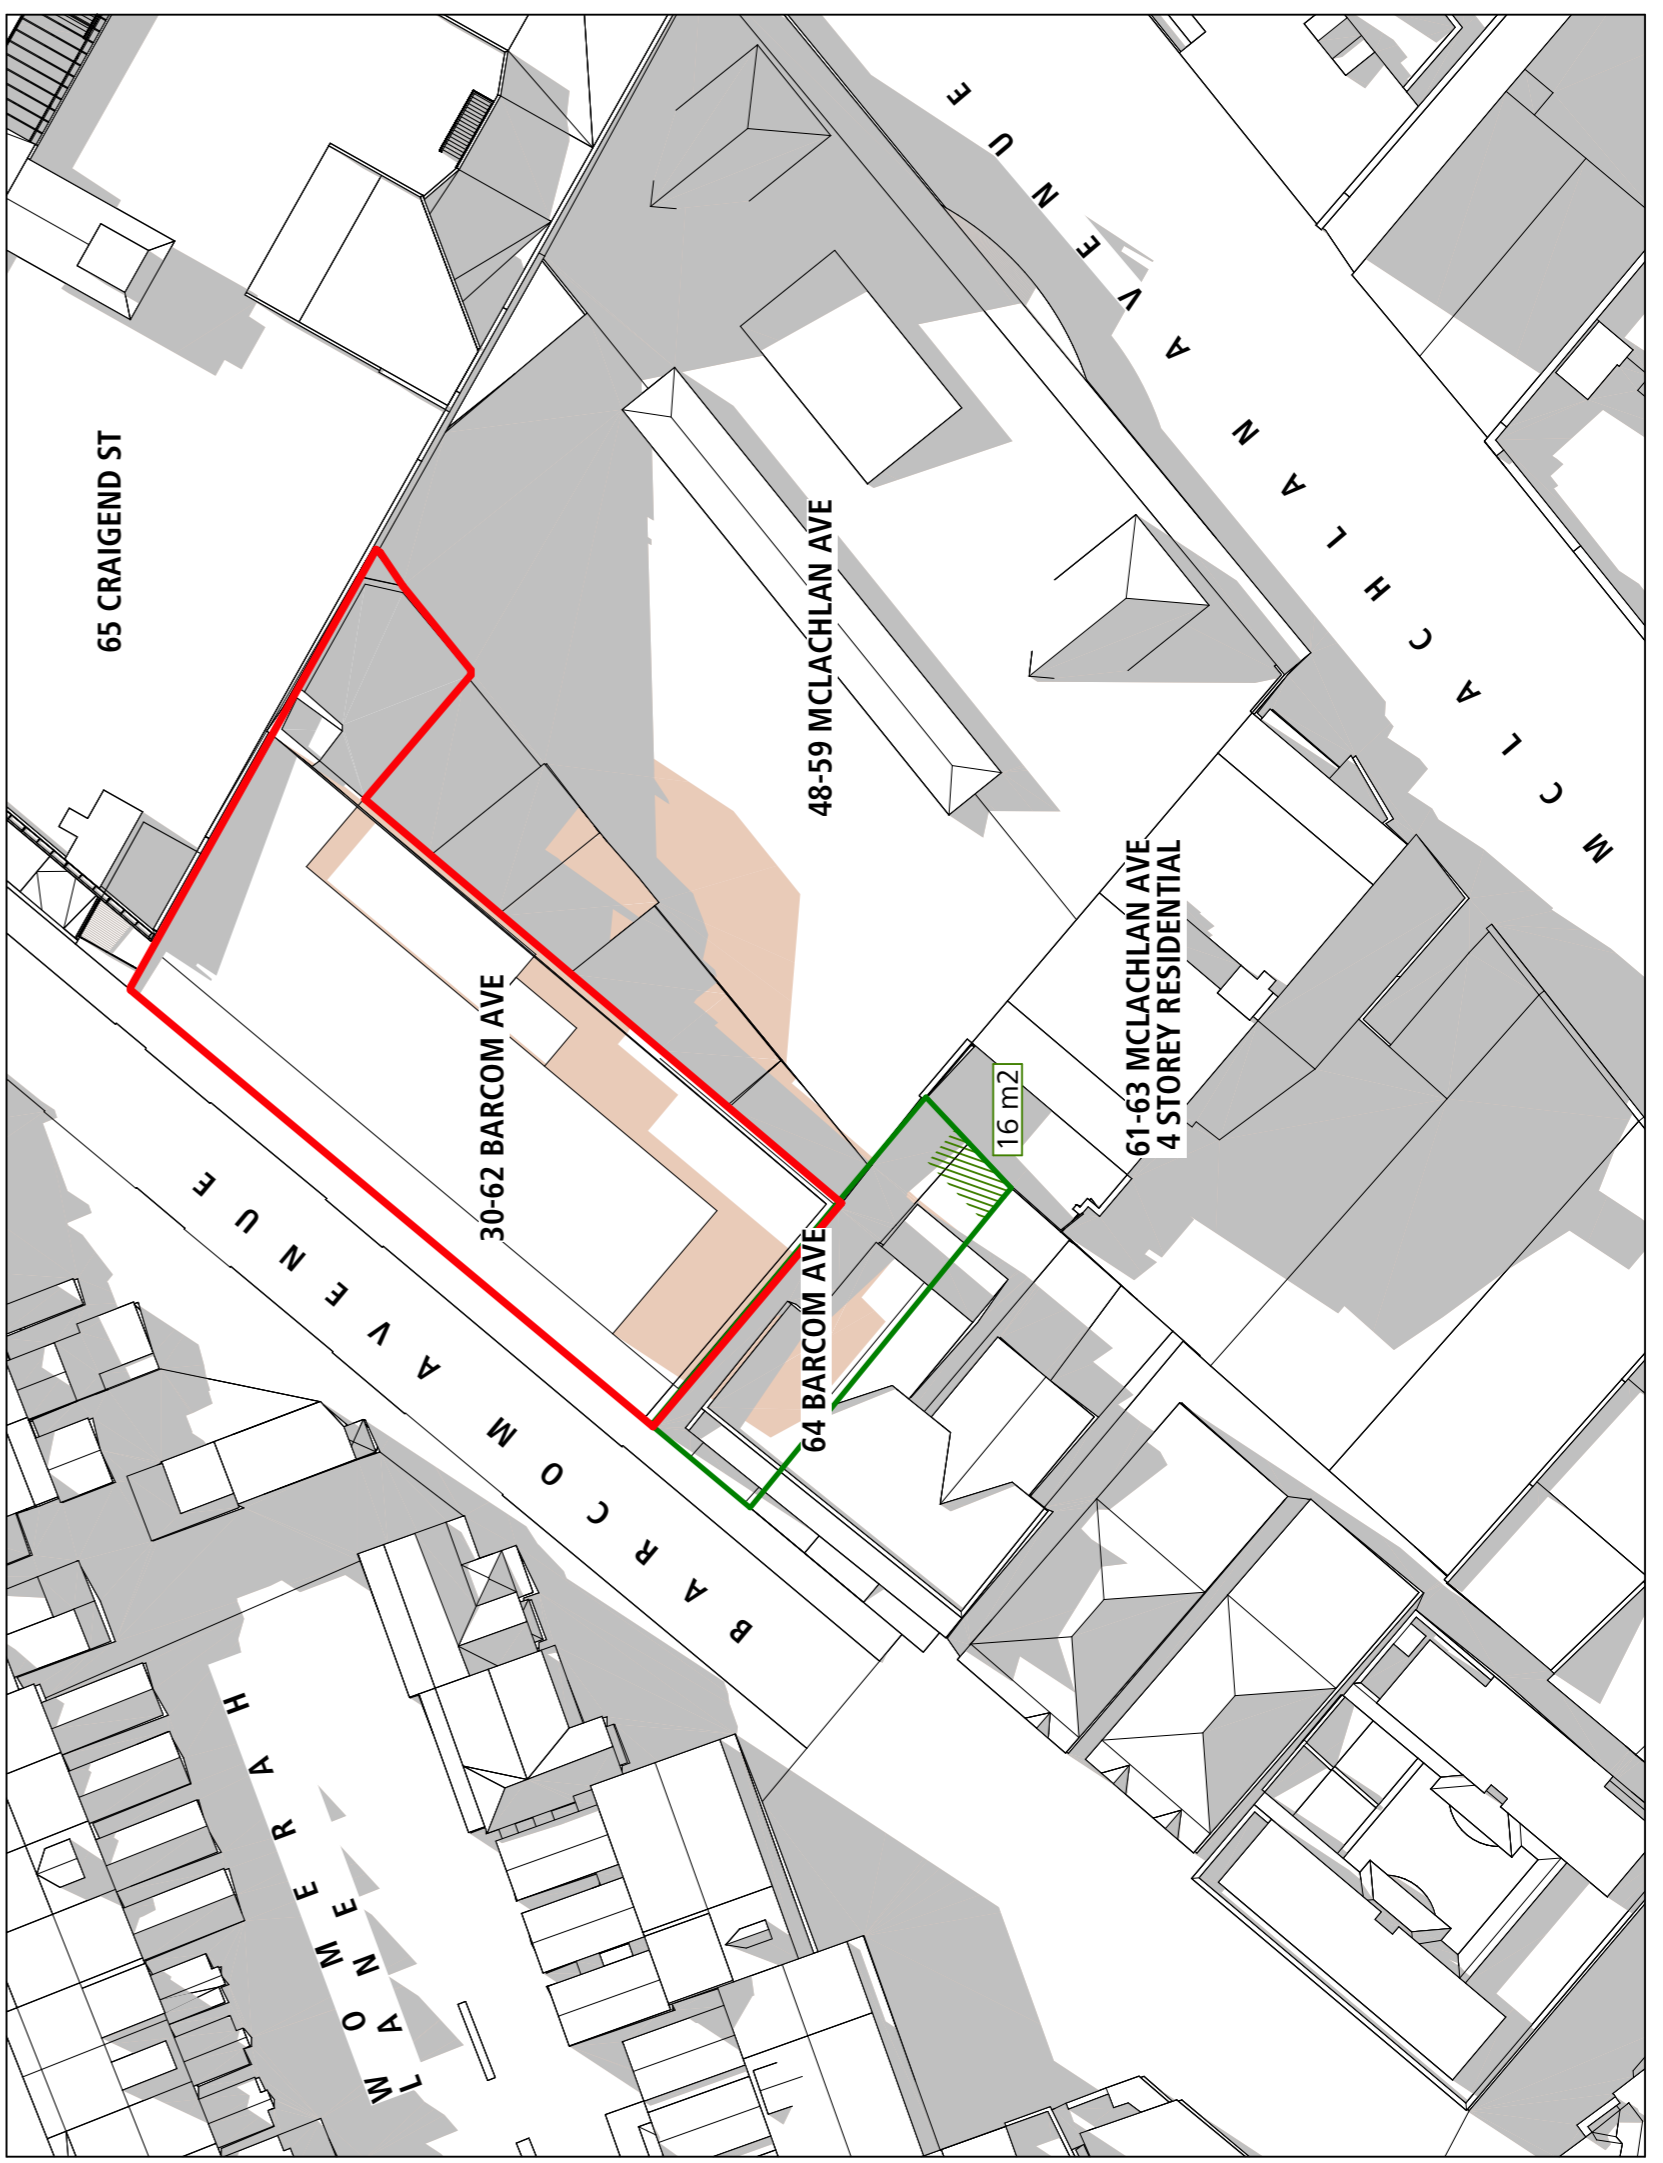 65 CRAIGEND ST
48-59 MCLACHLAN AVE
30-62 BARCOM AVE
61-63 MCLACHLAN AVE
4 STOREY RESIDENTIAL
16 m2
64 BARCOM AVE
MCLACHLAN AVENUE
BARCOM AVENUE
WOMERAH
LANE